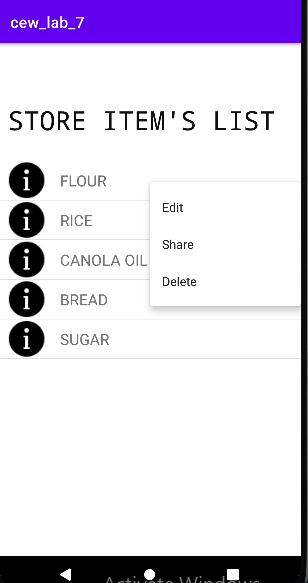 cew_lab_7
STORE ITEM'S LIST
FLOUR
RICE
CANOLA OIL
BREAD
SUGAR
Edit
Share
Delete
Activate Windows